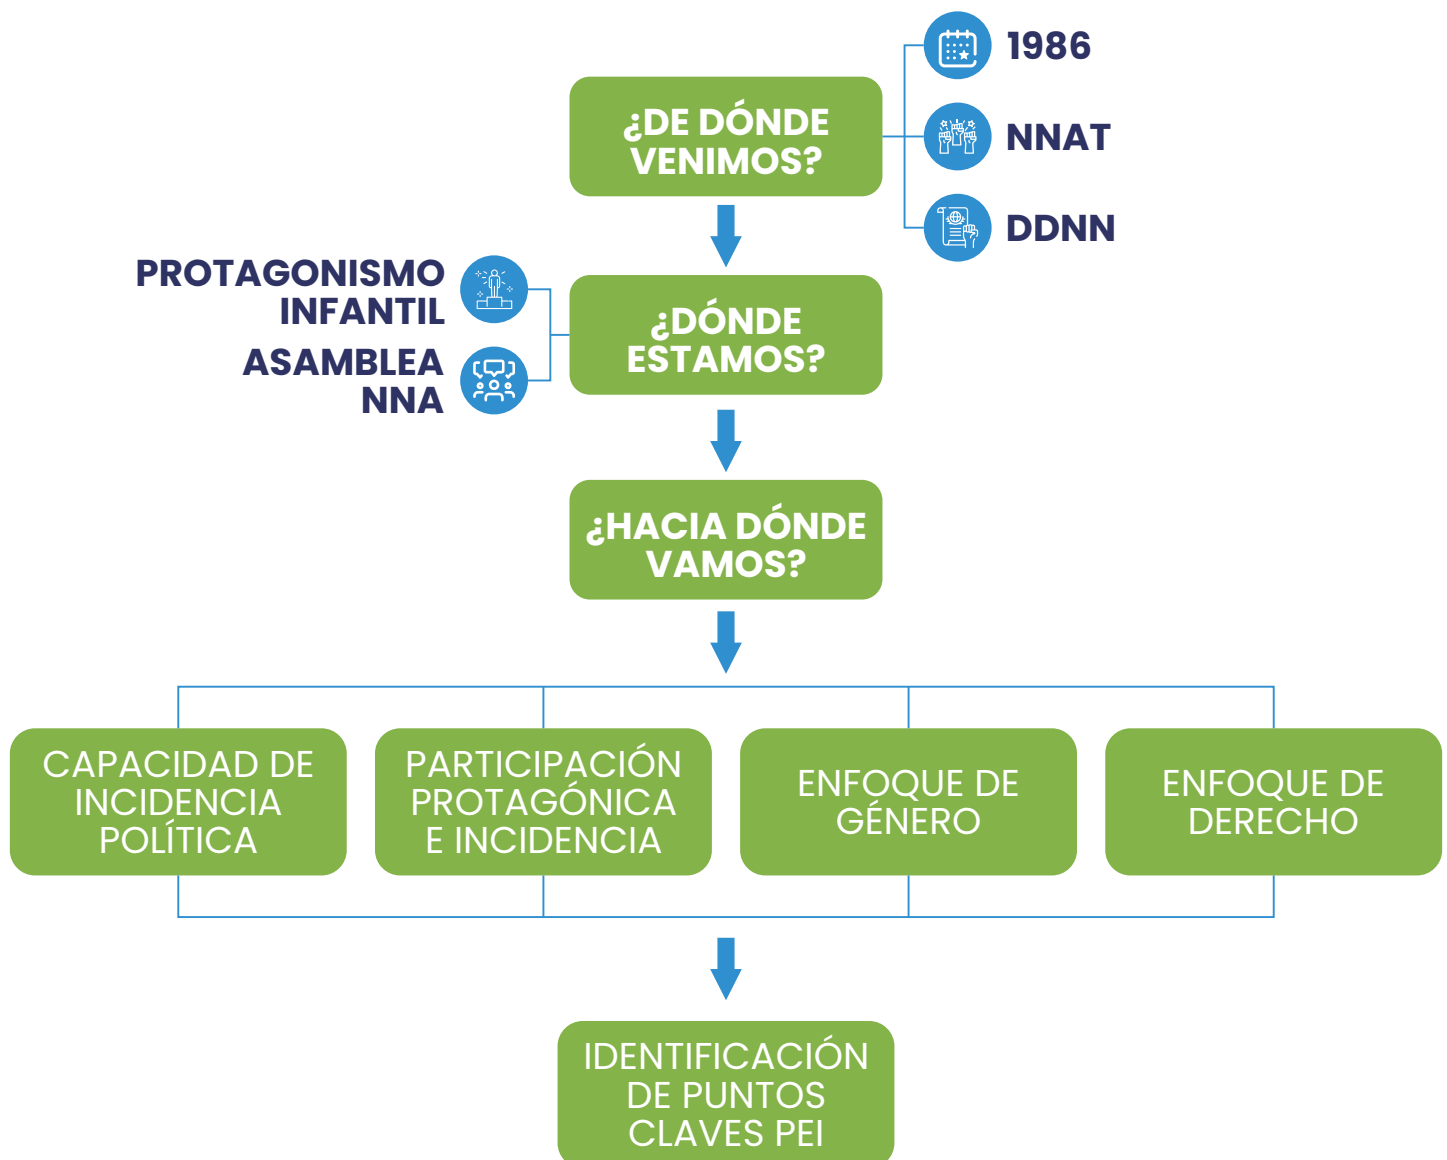 ¿DE DÓNDE
VENIMOS?
1986
NNAT
DDNN
PROTAGONISMO
INFANTIL
ASAMBLEA
NNA
¿DÓNDE
ESTAMOS?
¿HACIA DÓNDE
VAMOS?
CAPACIDAD DE
INCIDENCIA
POLÍTICA
PARTICIPACIÓN
PROTAGÓNICA
E INCIDENCIA
ENFOQUE DE
GÉNERO
ENFOQUE DE
DERECHO
IDENTIFICACIÓN
DE PUNTOS
CLAVES PEI